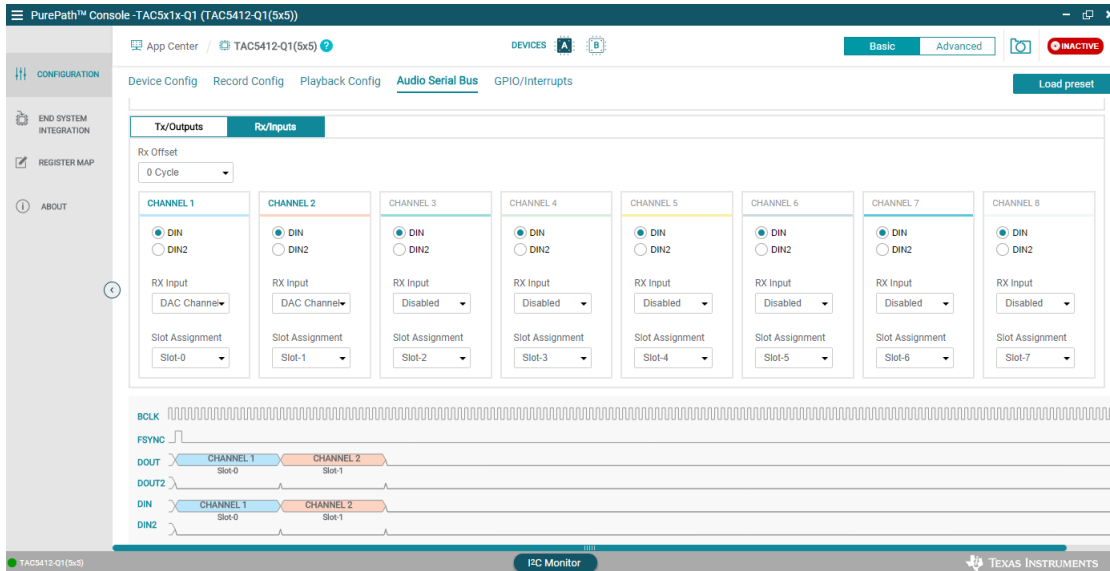 PurePath™ Console -TAC5x1x-Q1 (TAC5412-Q1(5x5))
App Center / TAC5412-Q1(5x5) ?
DEVICES A B
Basic Advanced
INACTIVE
CONFIGURATION
END SYSTEM
INTEGRATION
REGISTER MAP
ABOUT
Device Config Record Config Playback Config Audio Serial Bus GPIO/Interrupts
Load preset
Tx/Outputs Rx/Inputs
Rx Offset
0 Cycle
CHANNEL 1 CHANNEL 2 CHANNEL 3 CHANNEL 4 CHANNEL 5 CHANNEL 6 CHANNEL 7 CHANNEL 8
DIN DIN DIN DIN DIN DIN DIN DIN
DIN2 DIN2 DIN2 DIN2 DIN2 DIN2 DIN2 DIN2
RX Input RX Input RX Input RX Input RX Input RX Input RX Input RX Input
DAC Channel DAC Channel Disabled Disabled Disabled Disabled Disabled Disabled
Slot Assignment Slot Assignment Slot Assignment Slot Assignment Slot Assignment Slot Assignment Slot Assignment Slot Assignment
Slot-0 Slot-1 Slot-2 Slot-3 Slot-4 Slot-5 Slot-6 Slot-7
BCLK
FSYNC
DOUT CHANNEL 1 CHANNEL 2
Slot-0 Slot-1
DOUT2
DIN CHANNEL 1 CHANNEL 2
Slot-0 Slot-1
DIN2
TAC5412-Q1(5x5)
I²C Monitor
TEXAS INSTRUMENTS